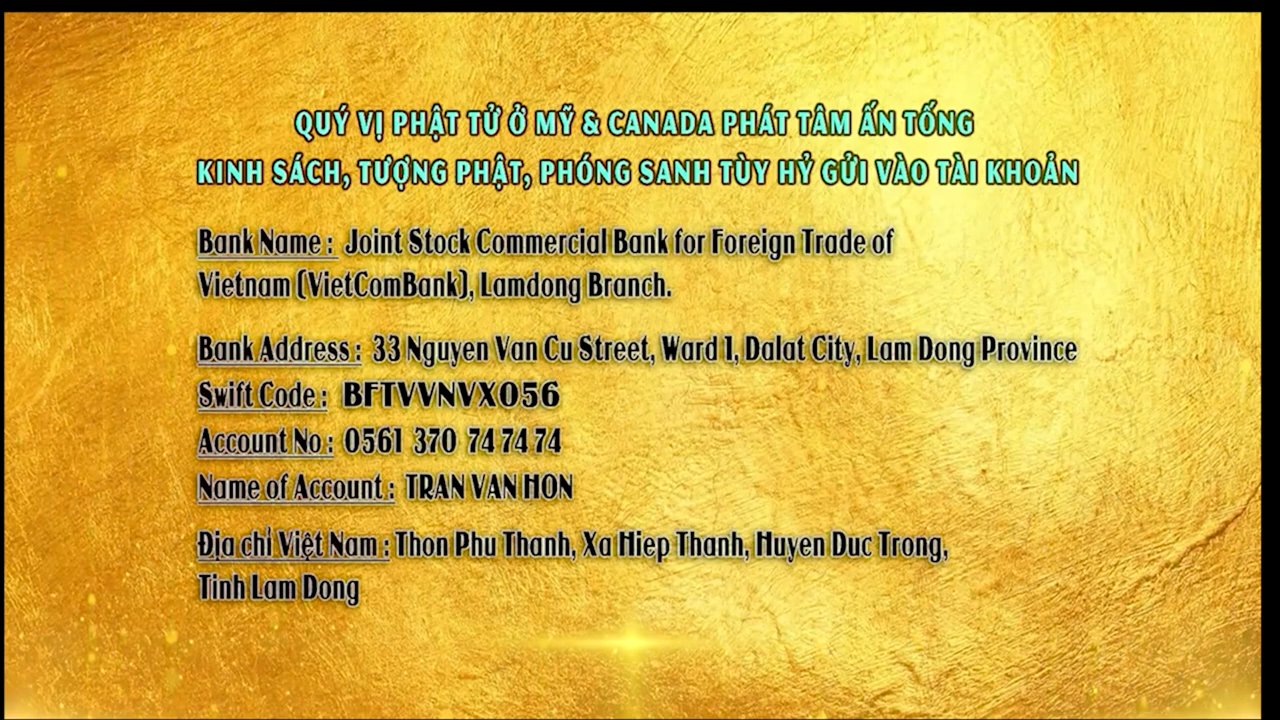 QUÝ VỊ PHẬT TỬ Ở MỸ & CANADA PHÁT TÂM ẤN TỐNG
KINH SÁCH, TƯỢNG PHẬT, PHÓNG SANH TÙY HỶ GỬI VÀO TÀI KHOẢN
Bank Name : Joint Stock Commercial Bank for Foreign Trade of
Vietnam (VietComBank), Lamdong Branch.
Bank Address : 33 Nguyen Van Cu Street, Ward 1, Dalat City, Lam Dong Province
Swift Code : BFTVVNVX056
Account No : 0561 370 74 74 74
Name of Account : TRAN VAN HON
Địa chỉ Việt Nam : Thon Phu Thanh, Xa Hiep Thanh, Huyen Duc Trong,
Tinh Lam Dong